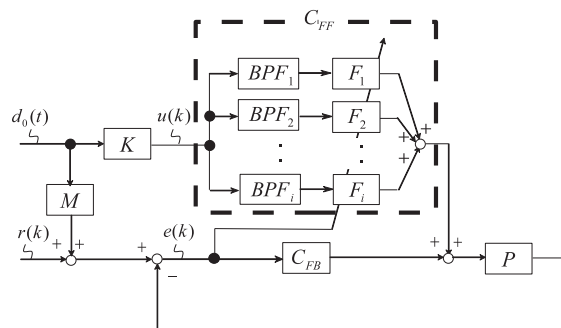 C_FF
BPF_1 F_1
d_0(t) u(k)
BPF_2 F_2
+ +
K
. .
. . +
BPF_i F_i
M
r(k) + + + e(k) + +
C_FB P
−